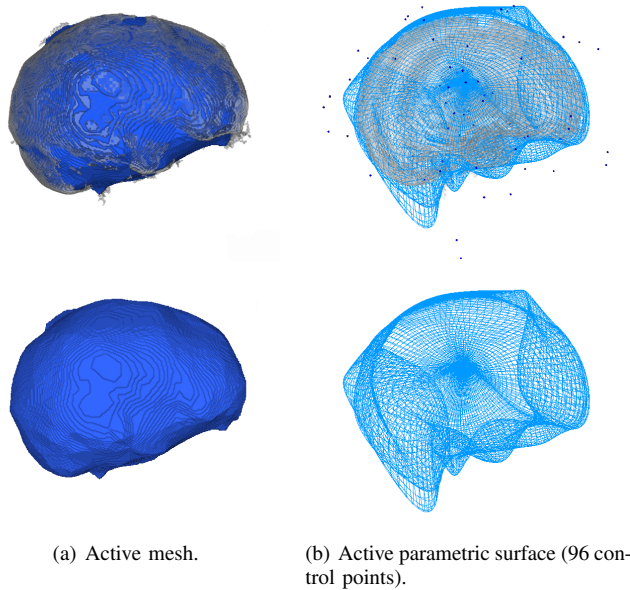 (a) Active mesh.
(b) Active parametric surface (96 con-
trol points).